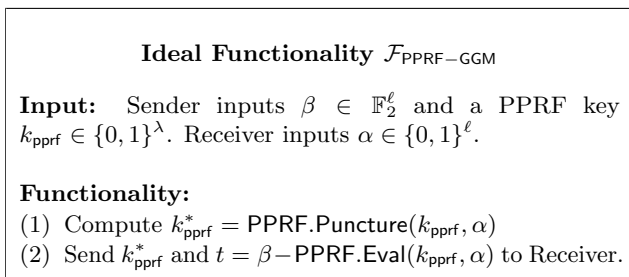 Ideal Functionality 𝓕_PPRF−GGM
Input: Sender inputs β ∈ 𝔽₂^ℓ and a PPRF key
k_pprf ∈ {0, 1}^λ. Receiver inputs α ∈ {0, 1}^ℓ.
Functionality:
(1) Compute k*_pprf = PPRF.Puncture(k_pprf, α)
(2) Send k*_pprf and t = β−PPRF.Eval(k_pprf, α) to Receiver.